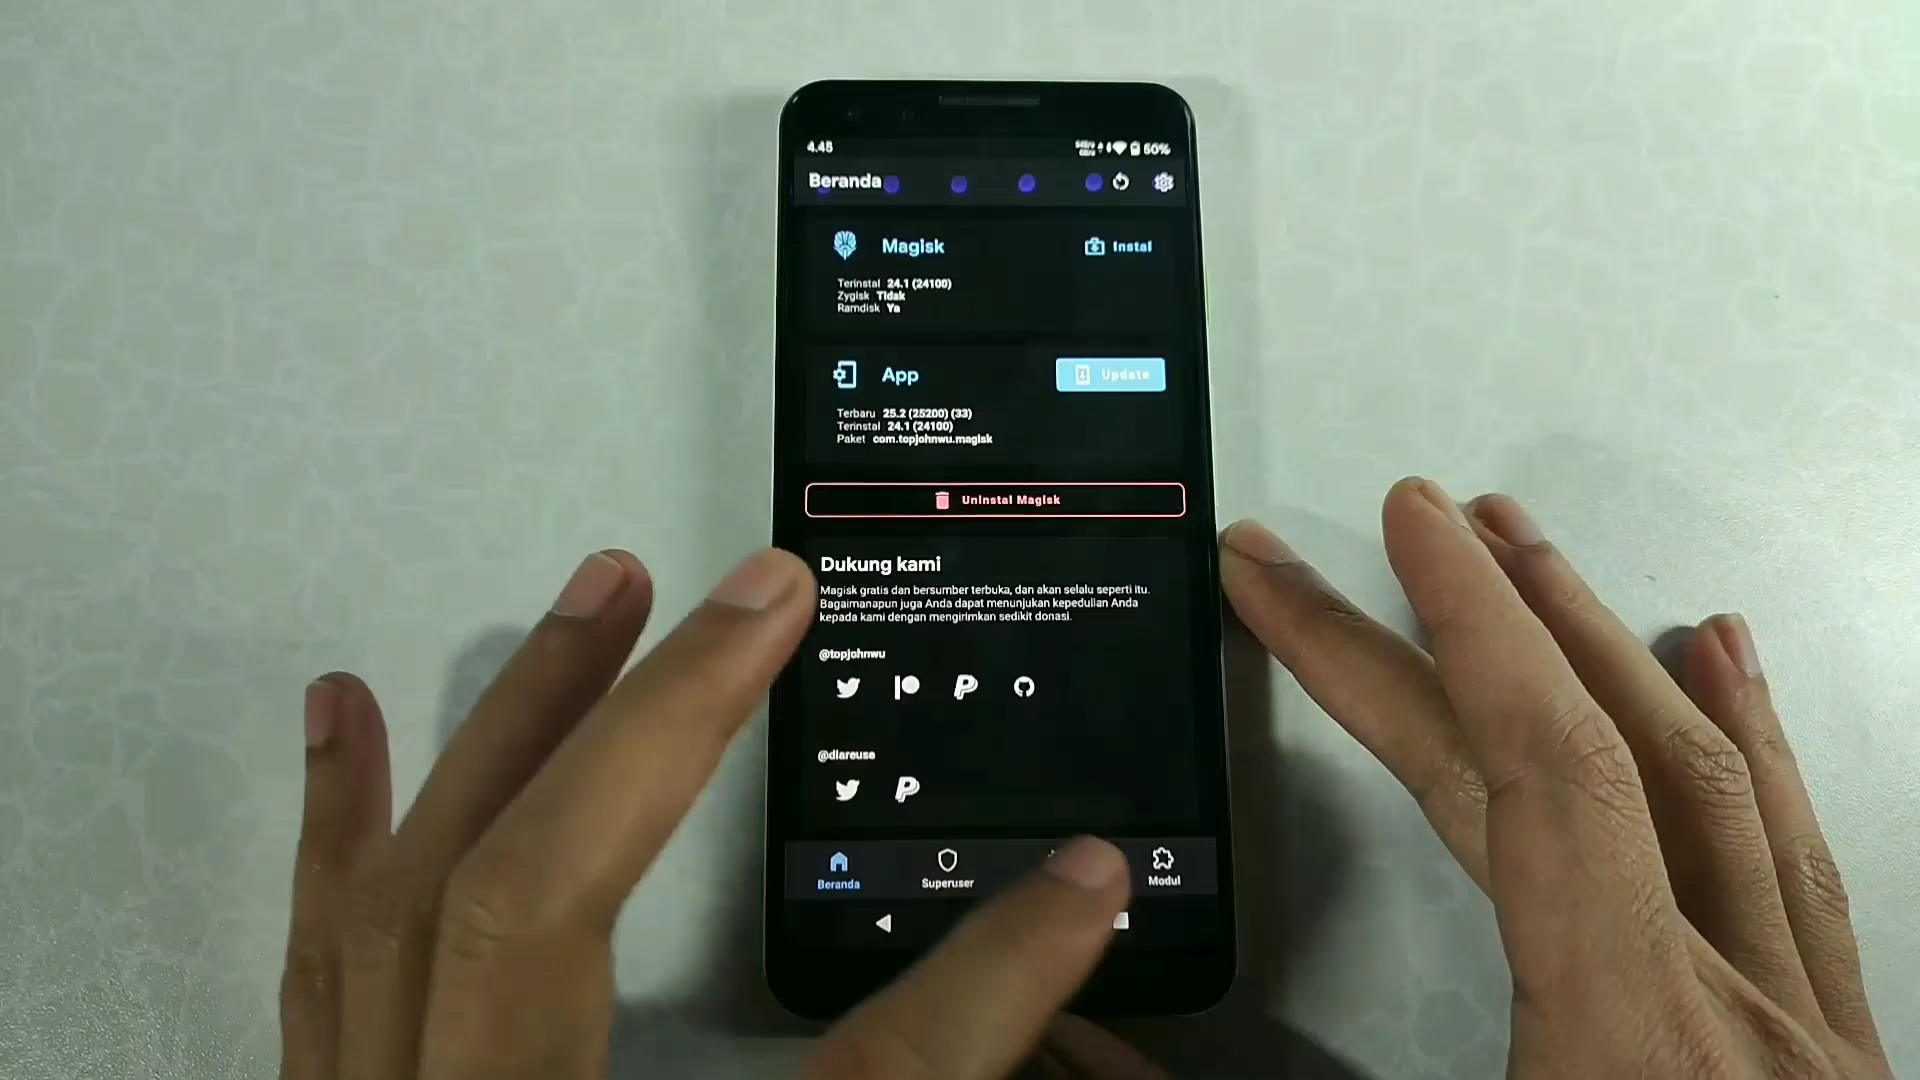 4.45
50%
Beranda
Magisk
Instal
Terinstal 24.1 (24100)
Zygisk Tidak
Ramdisk Ya
App
Update
Terbaru 25.2 (25200) (33)
Terinstal 24.1 (24100)
Paket com.topjohnwu.magisk
Uninstal Magisk
Dukung kami
Magisk gratis dan bersumber terbuka, dan akan selalu seperti itu.
Bagaimanapun juga Anda dapat menunjukan kepedulian Anda
kepada kami dengan mengirimkan sedikit donasi.
@topjohnwu
@diareuse
Beranda
Superuser
Modul